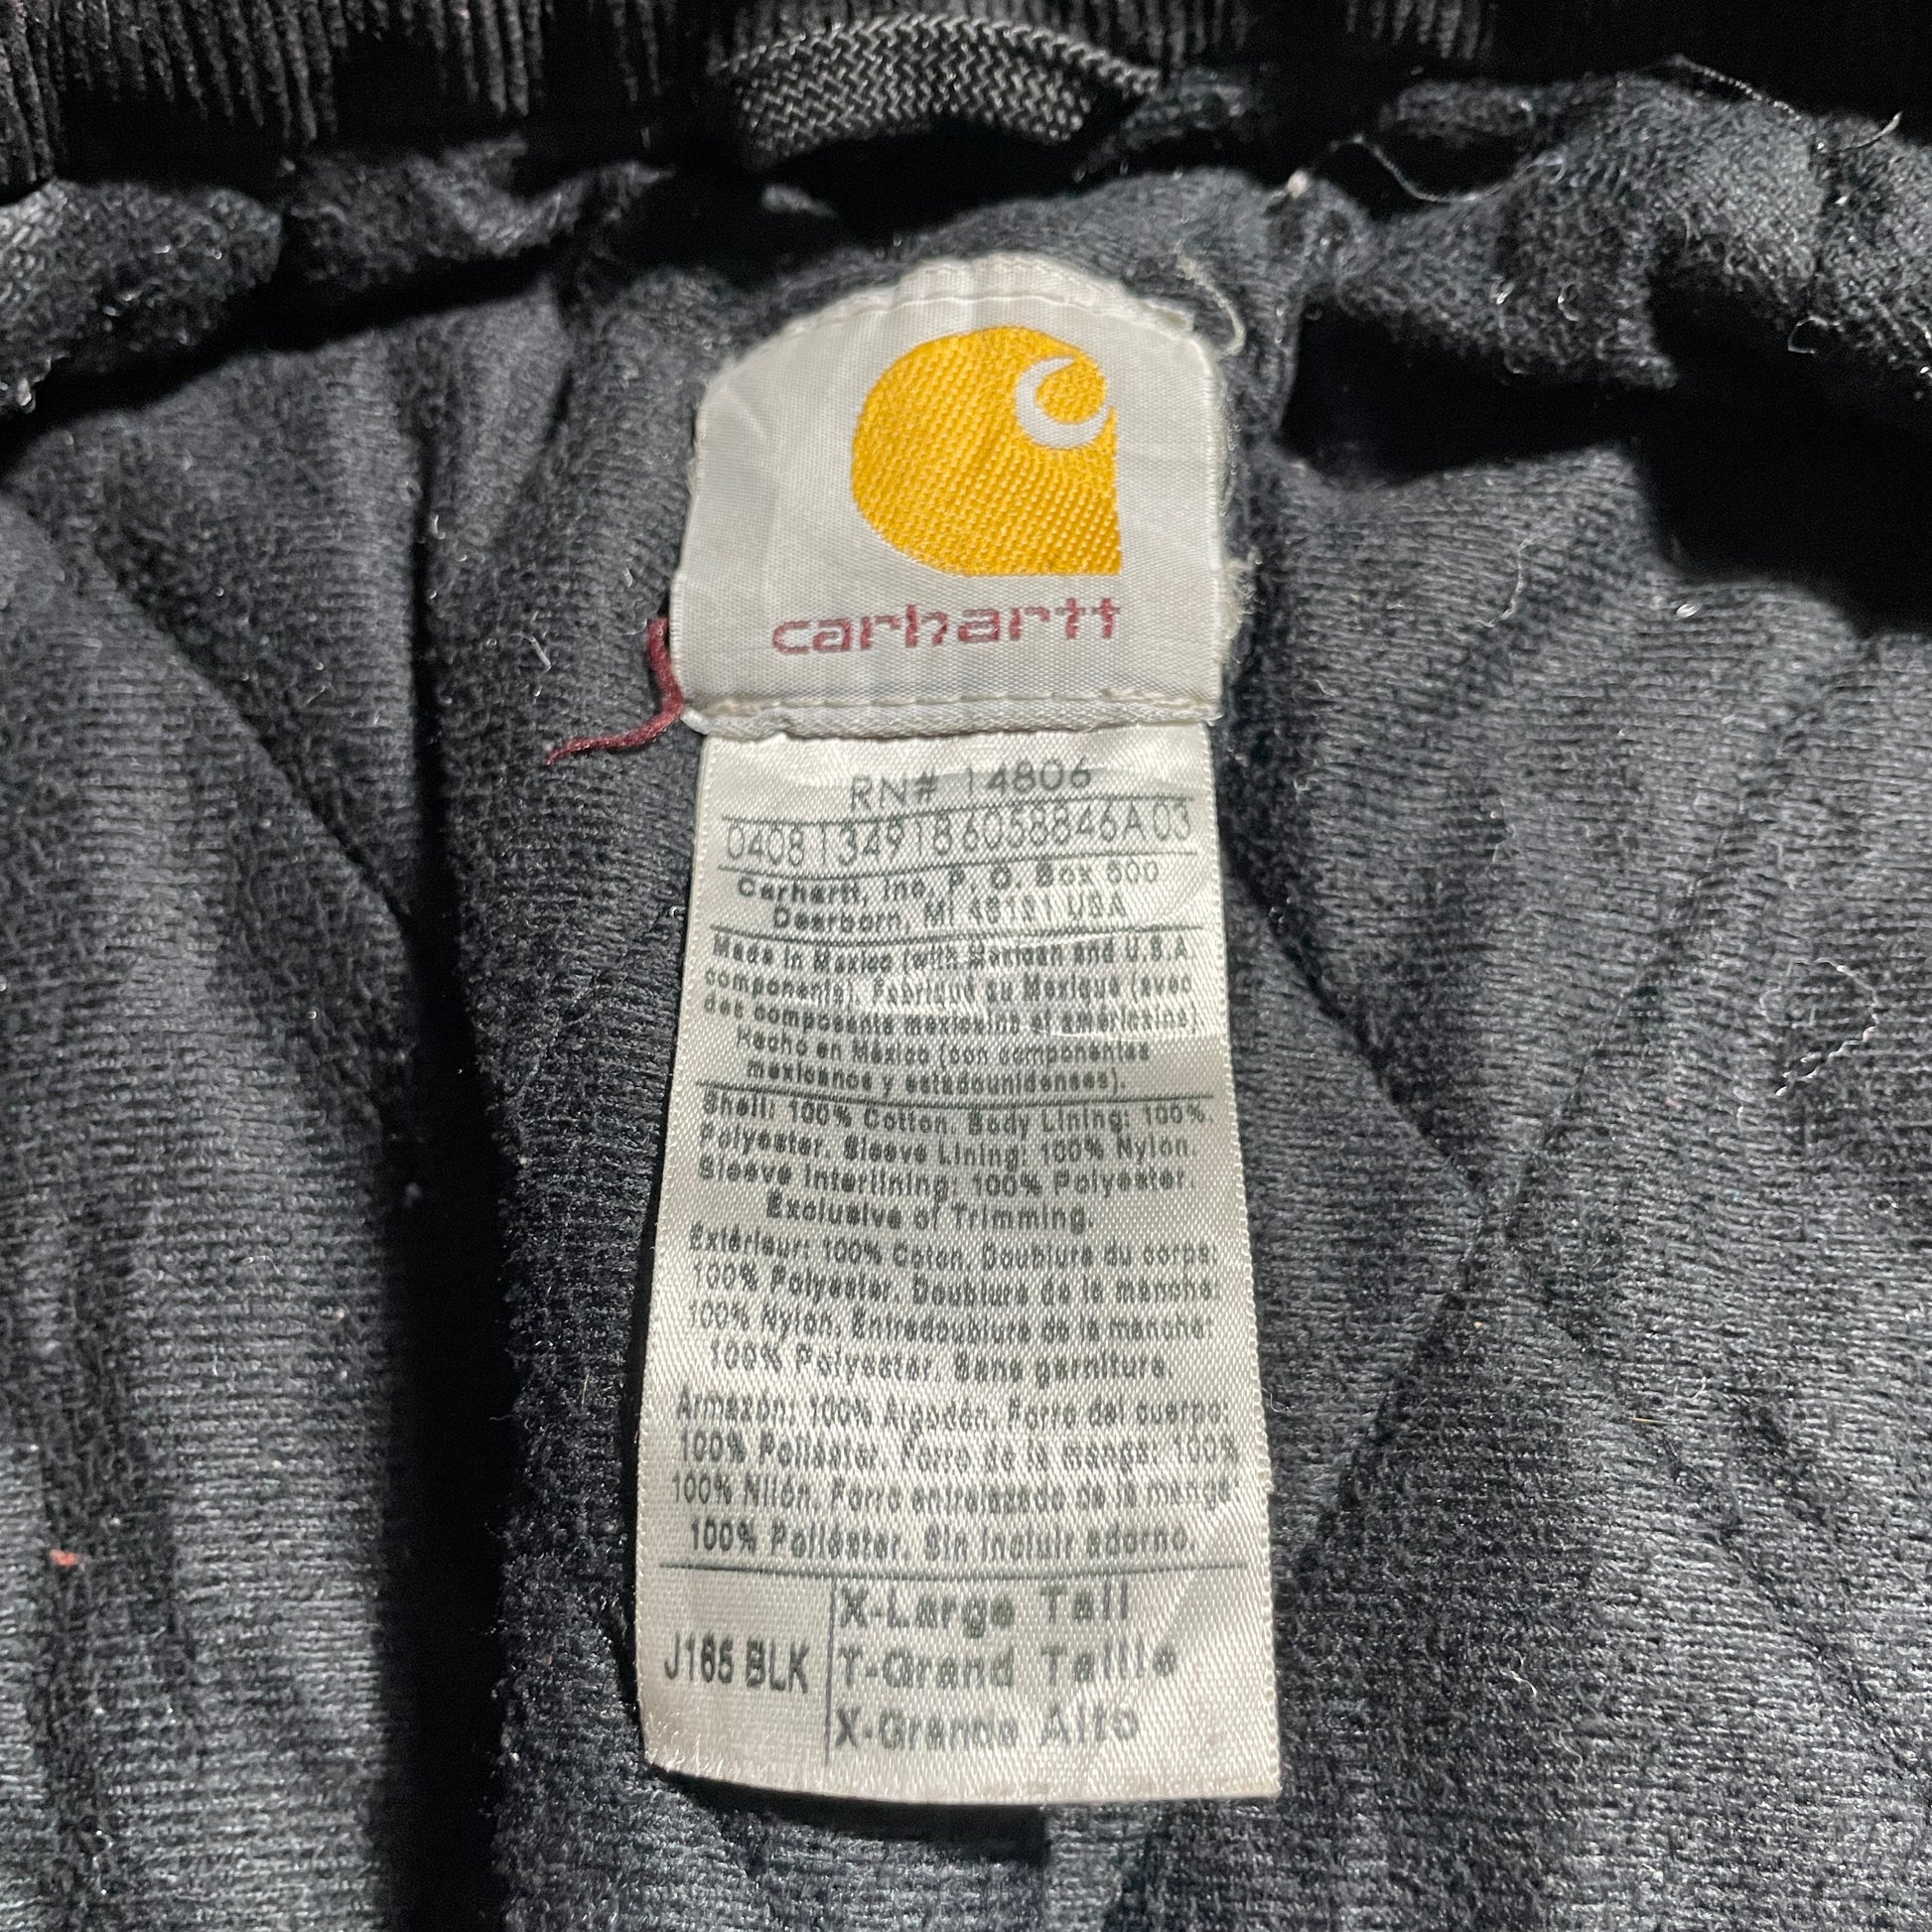 carhartt
RN# 14806
04081349186058846A03
Carhartt, Inc. P. O. Box 600
Dearborn, MI 48121 USA
Made in Mexico (with Mexican and U.S.A.
components). Fabriqué au Mexique (avec
des composants mexicains et américains).
Hecho en México (con componentes
mexicanos y estadounidenses).
Shell: 100% Cotton. Body Lining: 100%
Polyester. Sleeve Lining: 100% Nylon.
Sleeve Interlining: 100% Polyester.
Exclusive of Trimming.
Extérieur: 100% Coton. Doublure du corps:
100% Polyester. Doublure de la manche:
100% Nylon. Entredoublure de la manche:
100% Polyester. Sans garniture
Armazón: 100% Algodón. Forro del cuerpo
100% Poliéster. Forro de la manga: 100%
100% Nilón. Forro entrelazado de la manga
100% Poliéster. Sin incluir adorno.
J165 BLK
X-Large Tall
T-Grand Taille
X-Grande Alto